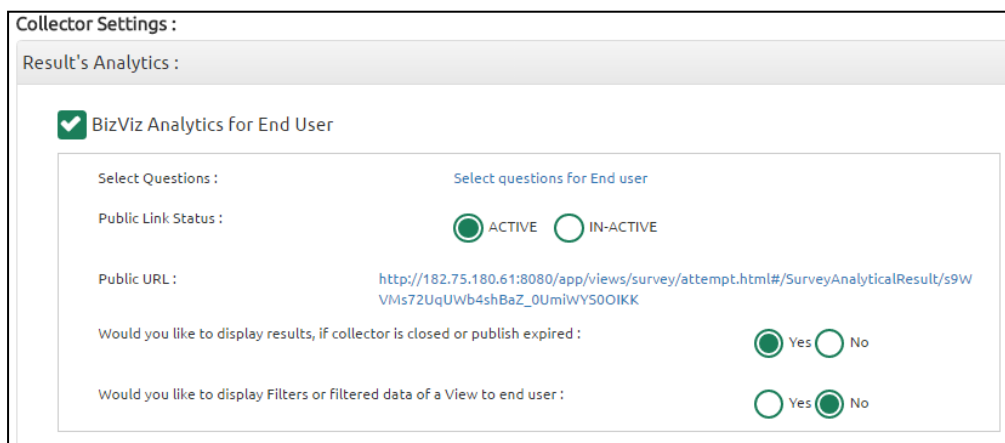 Collector Settings :
Result's Analytics :
BizViz Analytics for End User
Select Questions : Select questions for End user
Public Link Status : ACTIVE IN-ACTIVE
Public URL : http://182.75.180.61:8080/app/views/survey/attempt.html#/SurveyAnalyticalResult/s9W
VMs72UqUWb4shBaZ_0UmiWYS0OIKK
Would you like to display results, if collector is closed or publish expired : Yes No
Would you like to display Filters or filtered data of a View to end user : Yes No